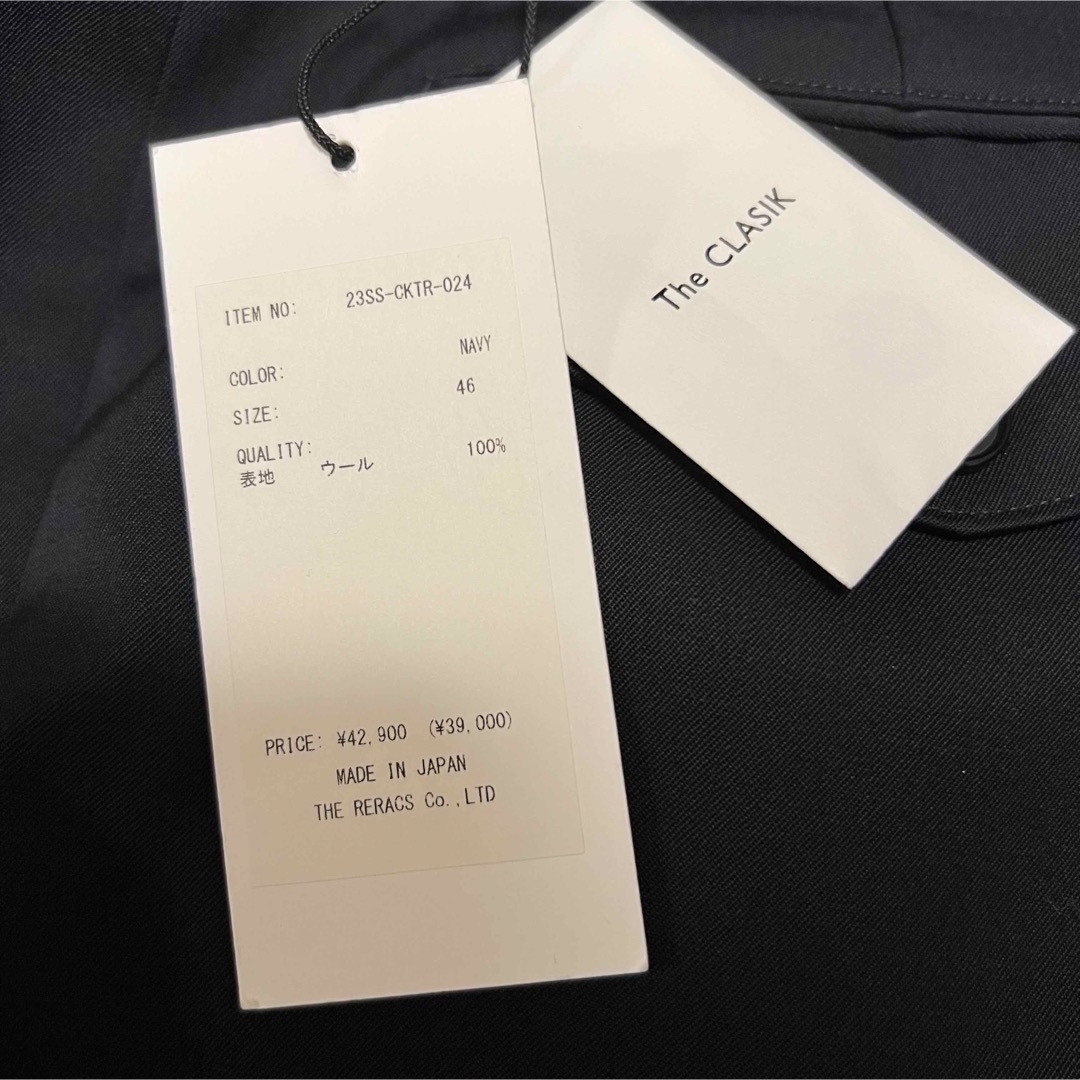 ITEM NO: 23SS-CKTR-024
COLOR: NAVY
SIZE: 46
QUALITY:
表地 ウール 100%
PRICE: ¥42,900 (¥39,000)
MADE IN JAPAN
THE RERACS Co.,LTD
The CLASIK